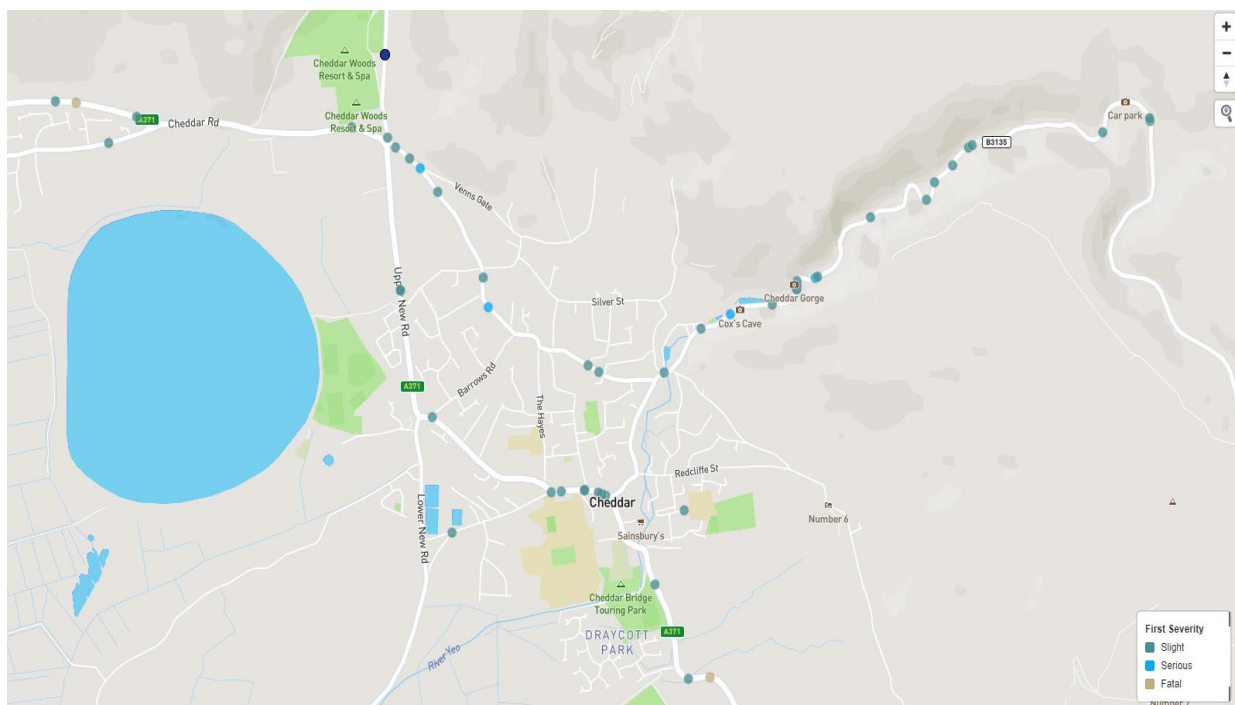 +
−
Cheddar Woods
Resort & Spa
Cheddar Woods
Resort & Spa
A371
Cheddar Rd
Car park
B3135
Venns Gate
Upper New Rd
Silver St
Cheddar Gorge
Cox's Cave
A371
Barrows Rd
The Hayes
Redcliffe St
Lower New Rd
Cheddar
Number 6
Sainsbury's
Cheddar Bridge
Touring Park
DRAYCOTT
PARK
A371
River Yeo
First Severity
Slight
Serious
Fatal